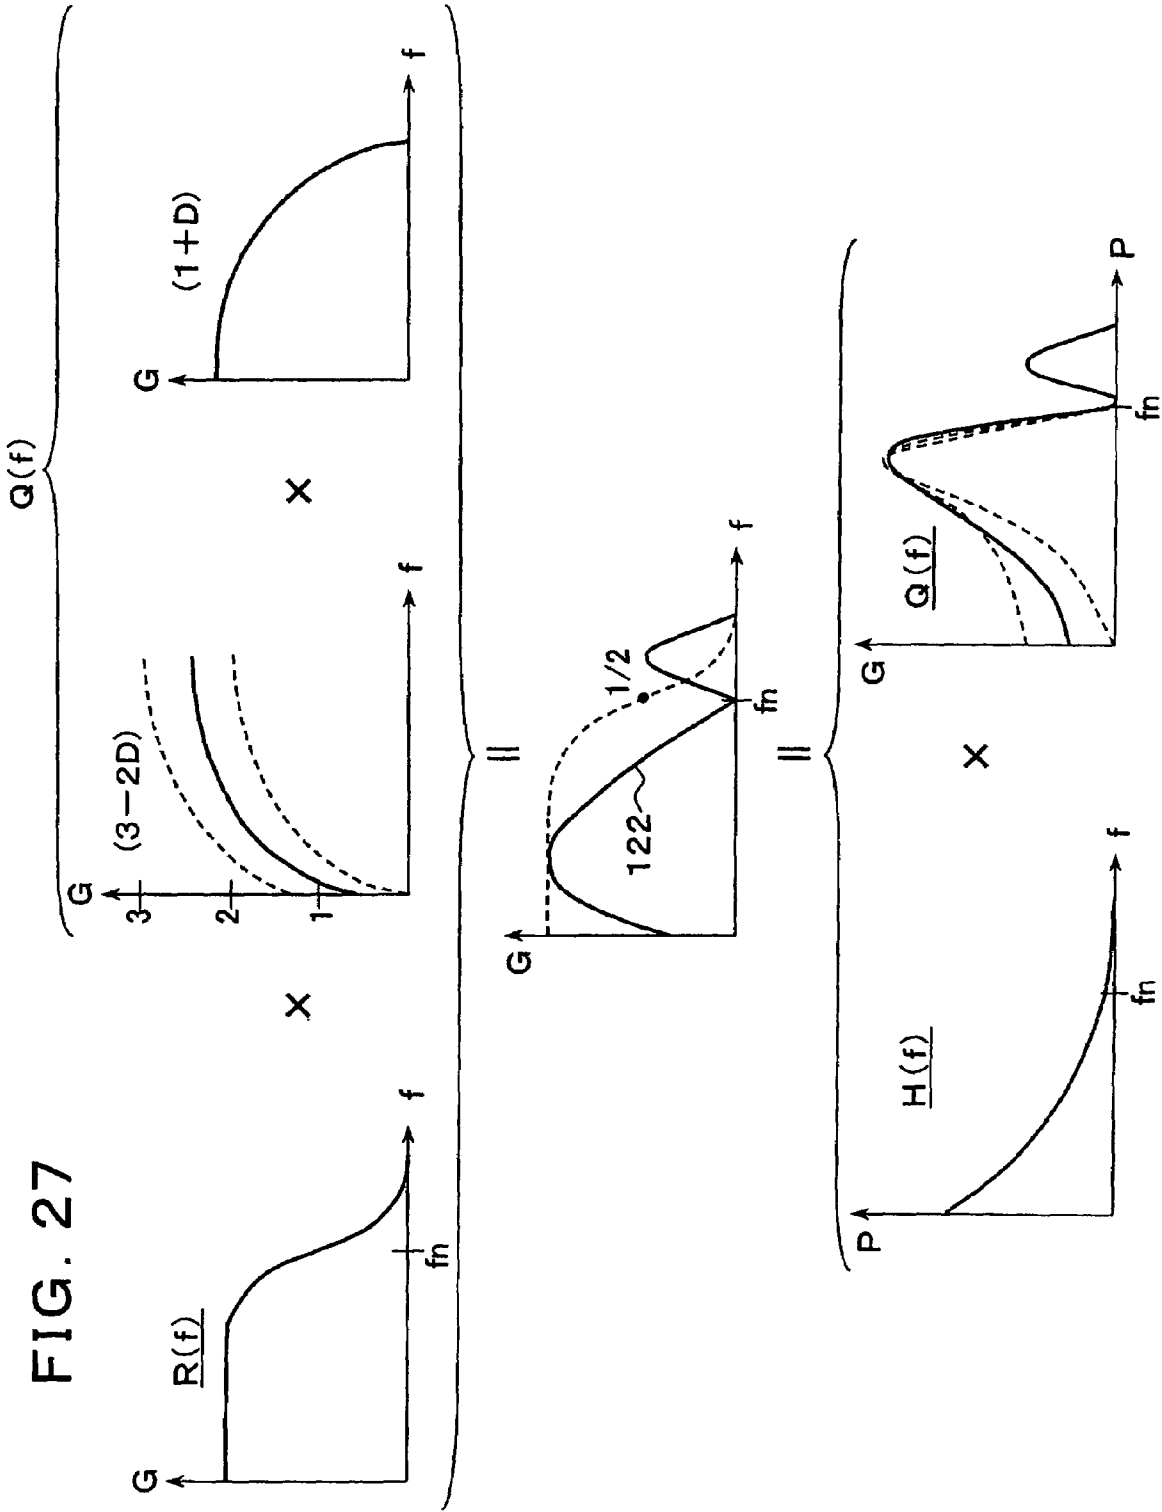 FIG. 27
Q(f)
G
R(f)
fn
f
×
G
3
2
1
(3−2D)
f
×
G
(1+D)
f
=
G
122
1/2
fn
f
=
P
H(f)
fn
f
×
G
Q(f)
fn
P